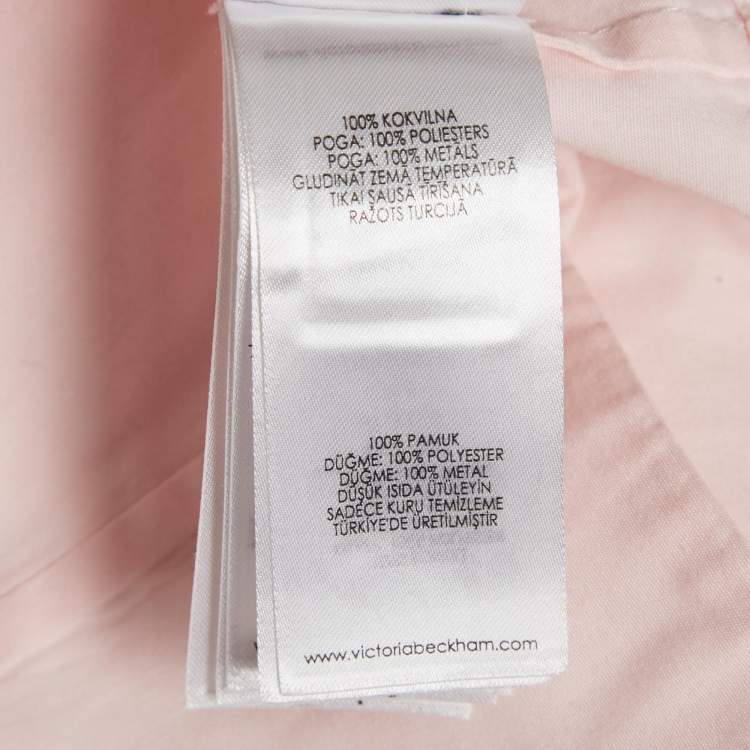 100% KOKVILNA
POGA: 100% POLIESTERS
POGA: 100% METĀLS
GLUDINĀT ZEMĀ TEMPERATŪRĀ
TIKAI SAUSĀ TĪRĪŠANA
RAŽOTS TURCIJĀ
100% PAMUK
DÜĞME: 100% POLYESTER
DÜĞME: 100% METAL
DÜŞÜK ISIDA ÜTÜLEYİN
SADECE KURU TEMİZLEME
TÜRKİYE'DE ÜRETİLMİŞTİR
www.victoriabeckham.com